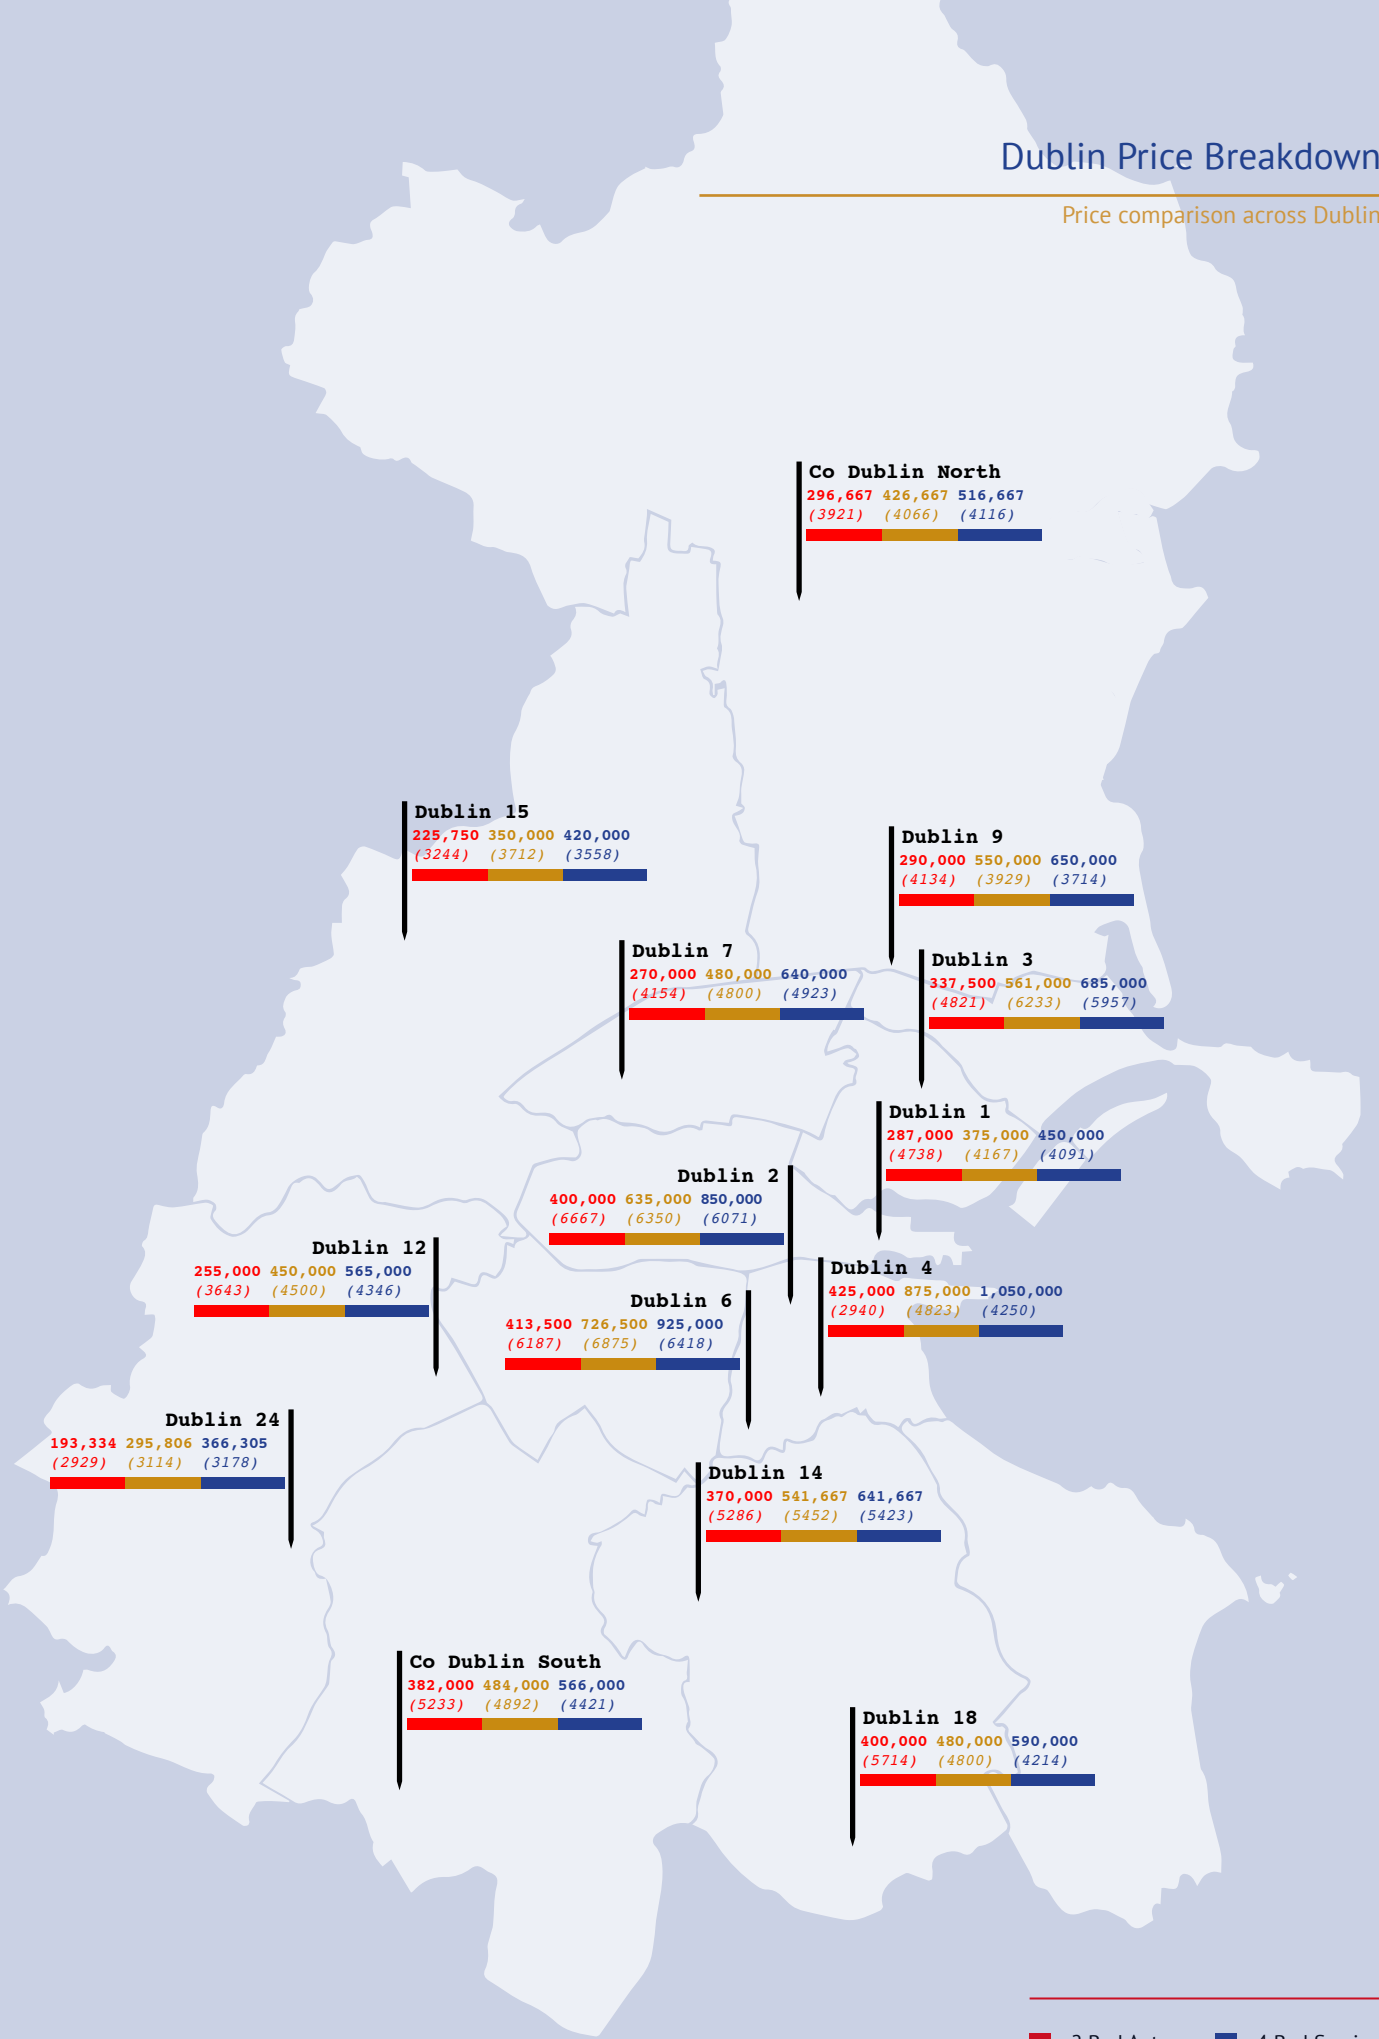 Dublin Price Breakdown
Price comparison across Dublin
Co Dublin North
296,667 426,667 516,667
(3921) (4066) (4116)
Dublin 15
225,750 350,000 420,000
(3244) (3712) (3558)
Dublin 9
290,000 550,000 650,000
(4134) (3929) (3714)
Dublin 7
270,000 480,000 640,000
(4154) (4800) (4923)
Dublin 3
337,500 561,000 685,000
(4821) (6233) (5957)
Dublin 1
287,000 375,000 450,000
(4738) (4167) (4091)
Dublin 2
400,000 635,000 850,000
(6667) (6350) (6071)
Dublin 12
255,000 450,000 565,000
(3643) (4500) (4346)
Dublin 4
425,000 875,000 1,050,000
(2940) (4823) (4250)
Dublin 6
413,500 726,500 925,000
(6187) (6875) (6418)
Dublin 24
193,334 295,806 366,305
(2929) (3114) (3178)
Dublin 14
370,000 541,667 641,667
(5286) (5452) (5423)
Co Dublin South
382,000 484,000 566,000
(5233) (4892) (4421)
Dublin 18
400,000 480,000 590,000
(5714) (4800) (4214)